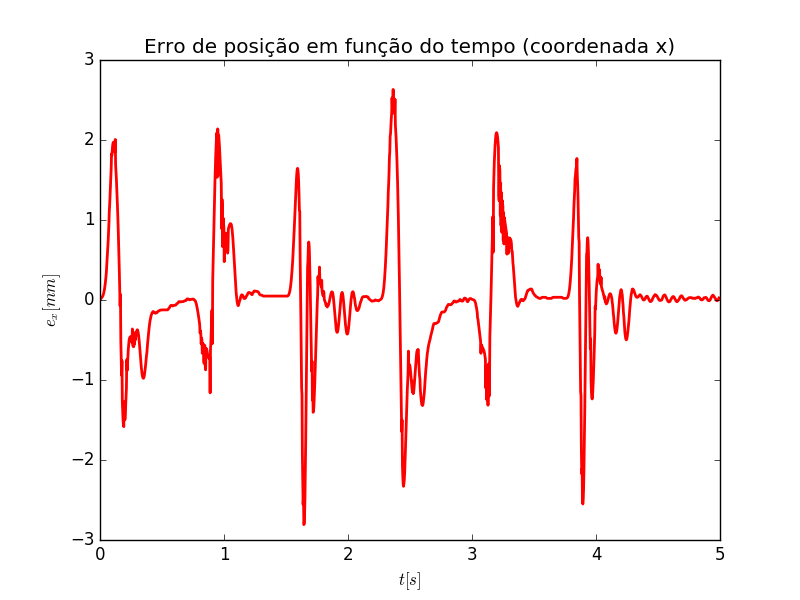 Erro de posição em função do tempo (coordenada x)
3
2
1
0
−1
−2
−3
e_x[mm]
0 1 2 3 4 5
t[s]